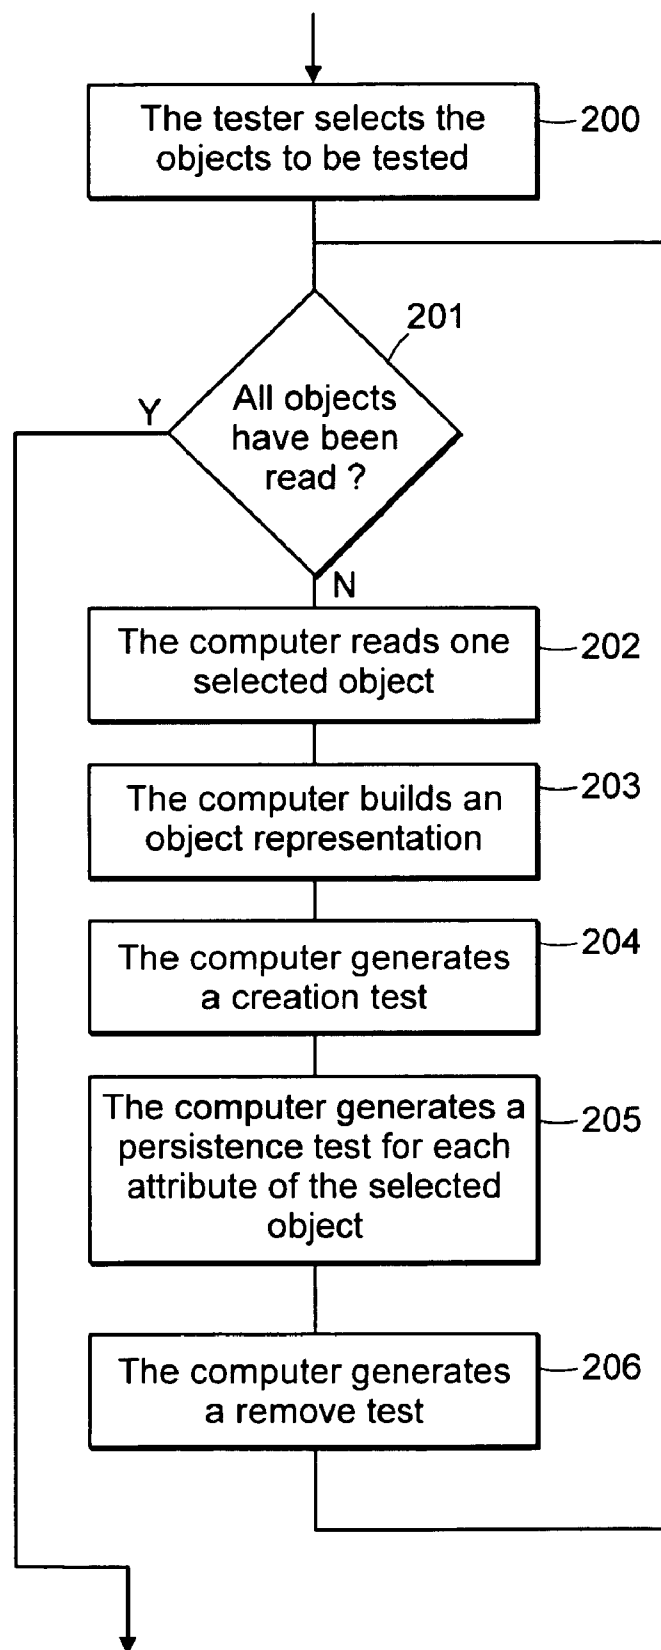 The tester selects the
objects to be tested
200
201
All objects
have been
read ?
Y
N
The computer reads one
selected object
202
The computer builds an
object representation
203
The computer generates
a creation test
204
The computer generates a
persistence test for each
attribute of the selected
object
205
The computer generates
a remove test
206